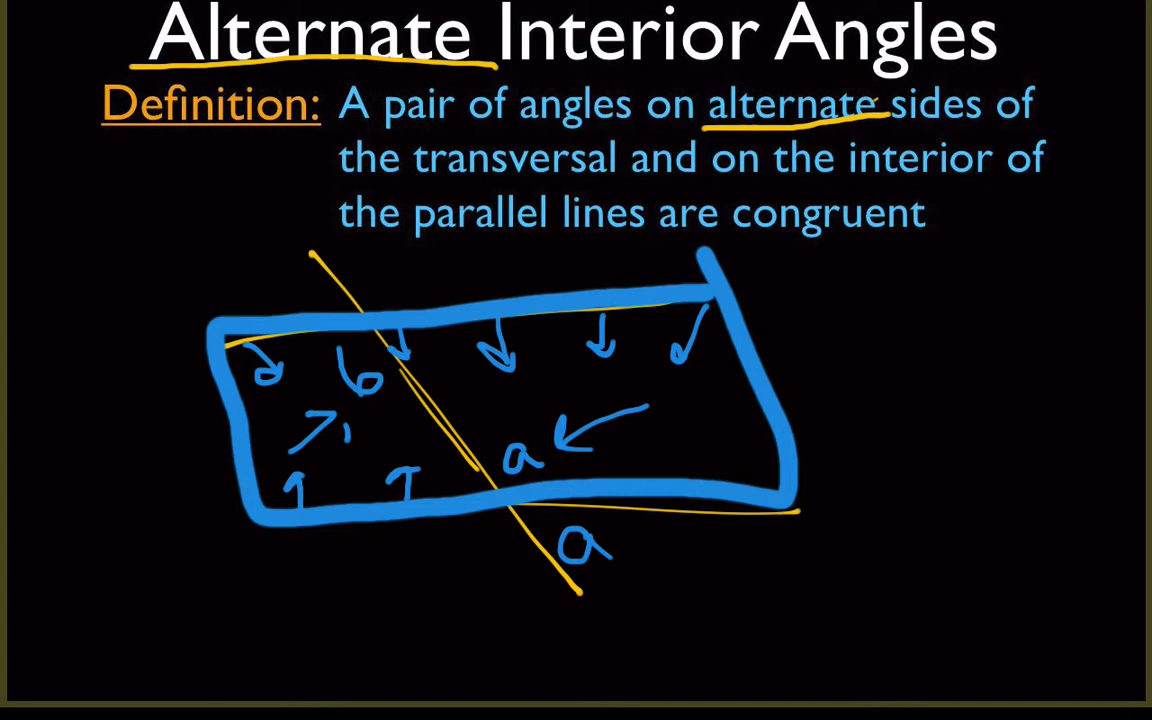 Alternate Interior Angles
Definition: A pair of angles on alternate sides of
the transversal and on the interior of
the parallel lines are congruent
b
a
a